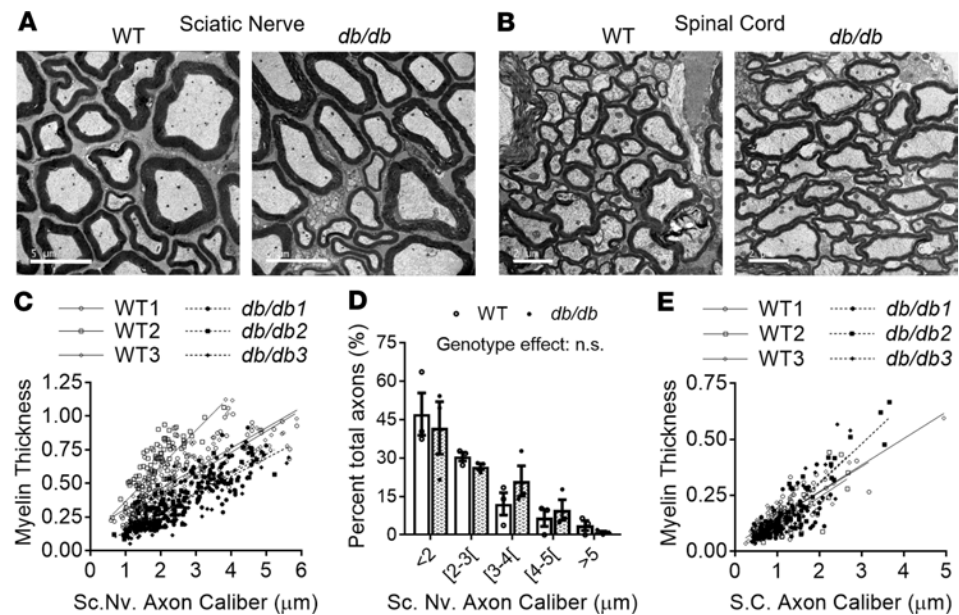 A Sciatic Nerve
WT db/db
5 μm
μm
B Spinal Cord
WT db/db
2 μm
2 μm
C
WT1 db/db1
WT2 db/db2
WT3 db/db3
Myelin Thickness
1.25
1.00
0.75
0.50
0.25
0.00
0 1 2 3 4 5 6
Sc.Nv. Axon Caliber (μm)
D
WT db/db
Genotype effect: n.s.
Percent total axons (%)
75
60
45
30
15
0
<2 [2-3[ [3-4[ [4-5[ >5
Sc. Nv. Axon Caliber (μm)
E
WT1 db/db1
WT2 db/db2
WT3 db/db3
Myelin Thickness
0.75
0.50
0.25
0.00
0 1 2 3 4 5
S.C. Axon Caliber (μm)